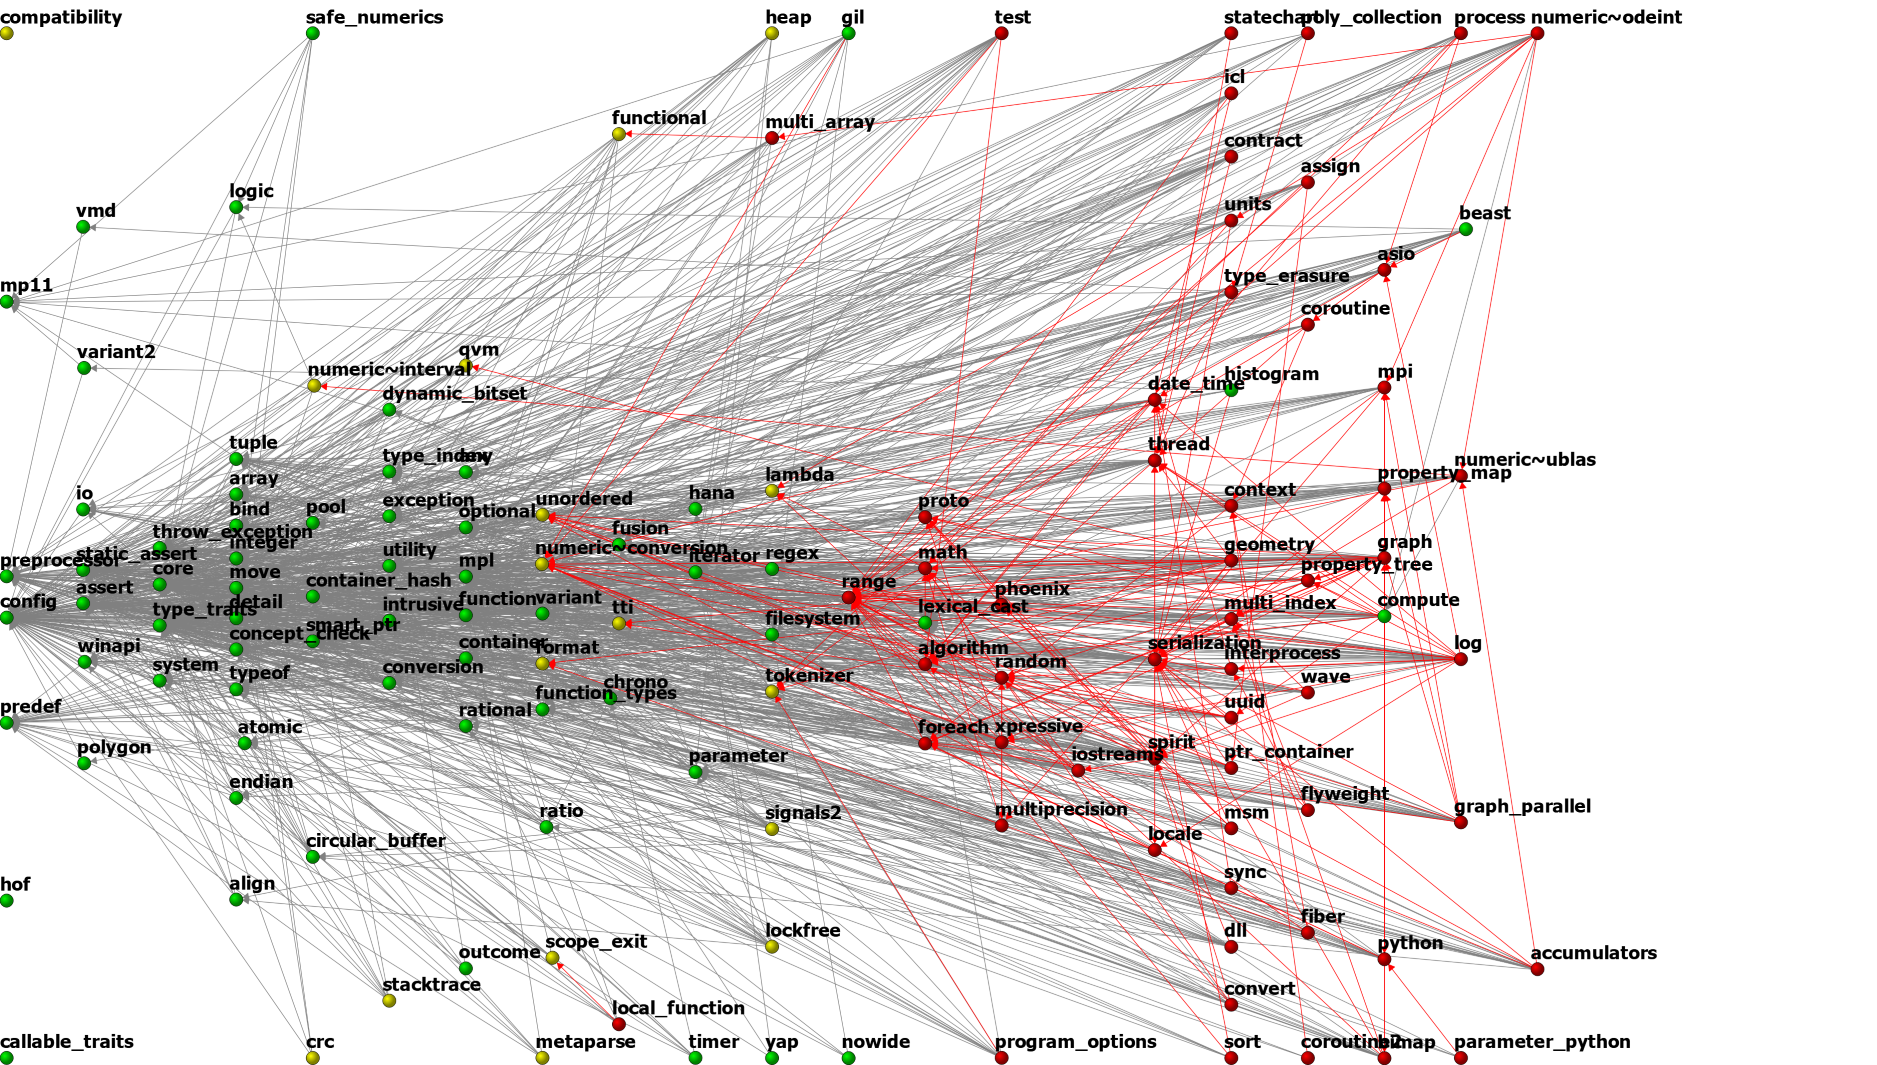 compatibility
safe_numerics
heap
gil
test
statechart
poly_collection
process
numeric~odeint
icl
functional
multi_array
contract
assign
logic
vmd
units
beast
asio
type_erasure
mp11
coroutine
variant2
qvm
numeric~interval
dynamic_bitset
date_time
histogram
mpi
tuple
type_index
any
thread
numeric~ublas
property_map
array
lambda
io
exception
unordered
hana
context
bind
pool
optional
proto
throw_exception
integer
fusion
static_assert
preprocessor
utility
numeric~conversion
iterator
regex
math
geometry
graph
property_tree
core
move
mpl
container_hash
range
phoenix
assert
config
detail
type_traits
intrusive
function
variant
tti
lexical_cast
multi_index
compute
concept_check
smart_ptr
filesystem
winapi
container
format
algorithm
serialization
interprocess
log
system
typeof
conversion
chrono
function_types
tokenizer
random
wave
predef
rational
uuid
atomic
foreach
xpressive
polygon
parameter
iostreams
spirit
ptr_container
endian
flyweight
ratio
signals2
multiprecision
msm
graph_parallel
circular_buffer
locale
hof
align
sync
fiber
lockfree
dll
outcome
scope_exit
python
accumulators
stacktrace
convert
local_function
callable_traits
crc
metaparse
timer
yap
nowide
program_options
sort
coroutine2
bimap
parameter_python